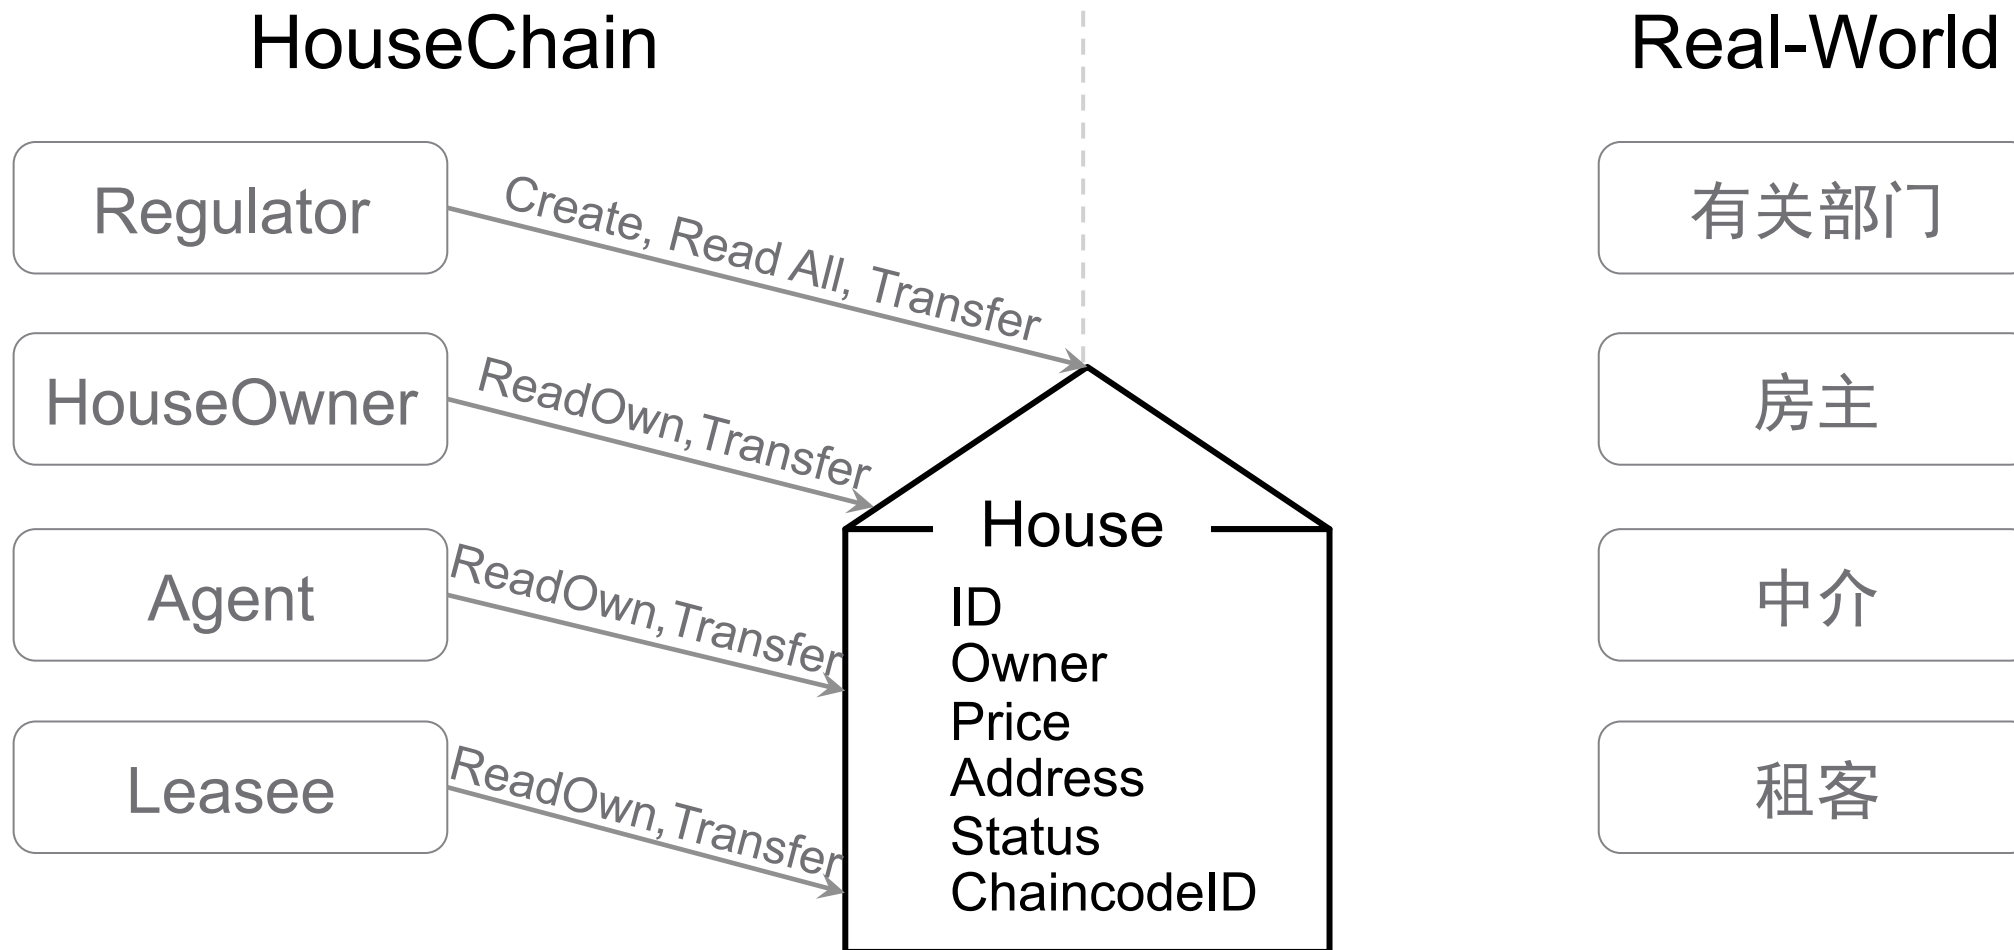 HouseChain
Real-World
Regulator
Create, Read All, Transfer
有关部门
HouseOwner
ReadOwn,Transfer
房主
House
Agent
ReadOwn,Transfer
中介
ID
Owner
Price
Address
Status
ChaincodeID
Leasee
ReadOwn,Transfer
租客